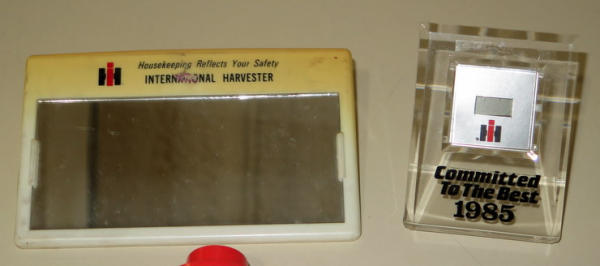 Housekeeping Reflects Your Safety
INTERNATIONAL HARVESTER
Committed
To The Best
1985